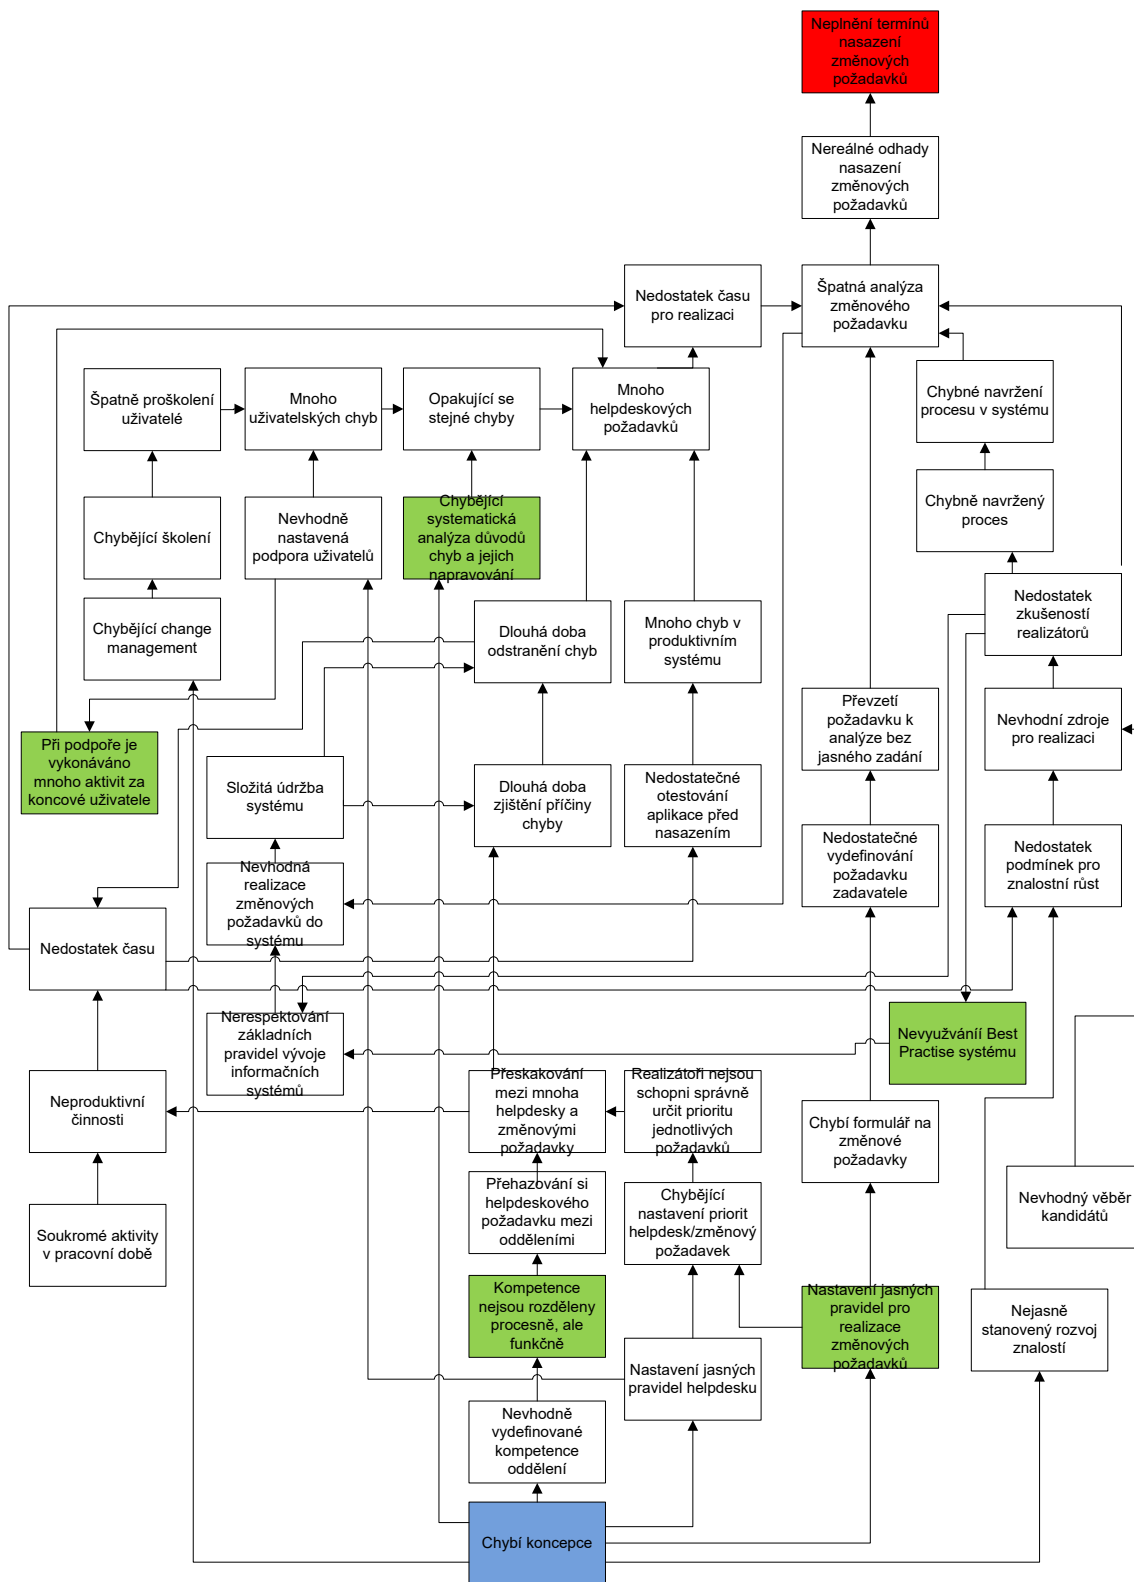 Neplnění termínů
nasazení
změnových
požadavků
Nereálné odhady
nasazení
změnových
požadavků
Nedostatek času
pro realizaci
Špatná analýza
změnového
požadavku
Špatně proškolení
uživatelé
Mnoho
uživatelských chyb
Opakující se
stejné chyby
Mnoho
helpdeskových
požadavků
Chybné navržení
procesu v systému
Chybějící školení
Nevhodně
nastavená
podpora uživatelů
Chybějící
systematická
analýza důvodů
chyb a jejich
napravování
Chybně navržený
proces
Chybějící change
management
Dlouhá doba
odstranění chyb
Mnoho chyb v
produktivním
systému
Nedostatek
zkušeností
realizátorů
Při podpoře je
vykonáváno
mnoho aktivit za
koncové uživatele
Složitá údržba
systému
Dlouhá doba
zjištění příčiny
chyby
Nedostatečné
otestování
aplikace před
nasazením
Převzetí
požadavku k
analýze bez
jasného zadání
Nevhodní zdroje
pro realizaci
Nevhodná
realizace
změnových
požadavků do
systému
Nedostatečné
vydefinování
požadavku
zadavatele
Nedostatek
podmínek pro
znalostní růst
Nedostatek času
Nerespektování
základních
pravidel vývoje
informačních
systémů
Nevyužváníí Best
Practise systému
Neproduktivní
činnosti
Přeskakování
mezi mnoha
helpdesky a
změnovými
požadavky
Realizátoři nejsou
schopni správně
určit prioritu
jednotlivých
požadavků
Chybí formulář na
změnové
požadavky
Soukromé aktivity
v pracovní době
Přehazování si
helpdeskového
požadavku mezi
odděleními
Chybějící
nastavení priorit
helpdesk/změnový
požadavek
Nevhodný věběr
kandidátů
Kompetence
nejsou rozděleny
procesně, ale
funkčně
Nastavení jasných
pravidel helpdesku
Nastavení jasných
pravidel pro
realizace
změnových
požadavků
Nejasně
stanovený rozvoj
znalostí
Nevhodně
vydefinované
kompetence
oddělení
Chybí koncepce